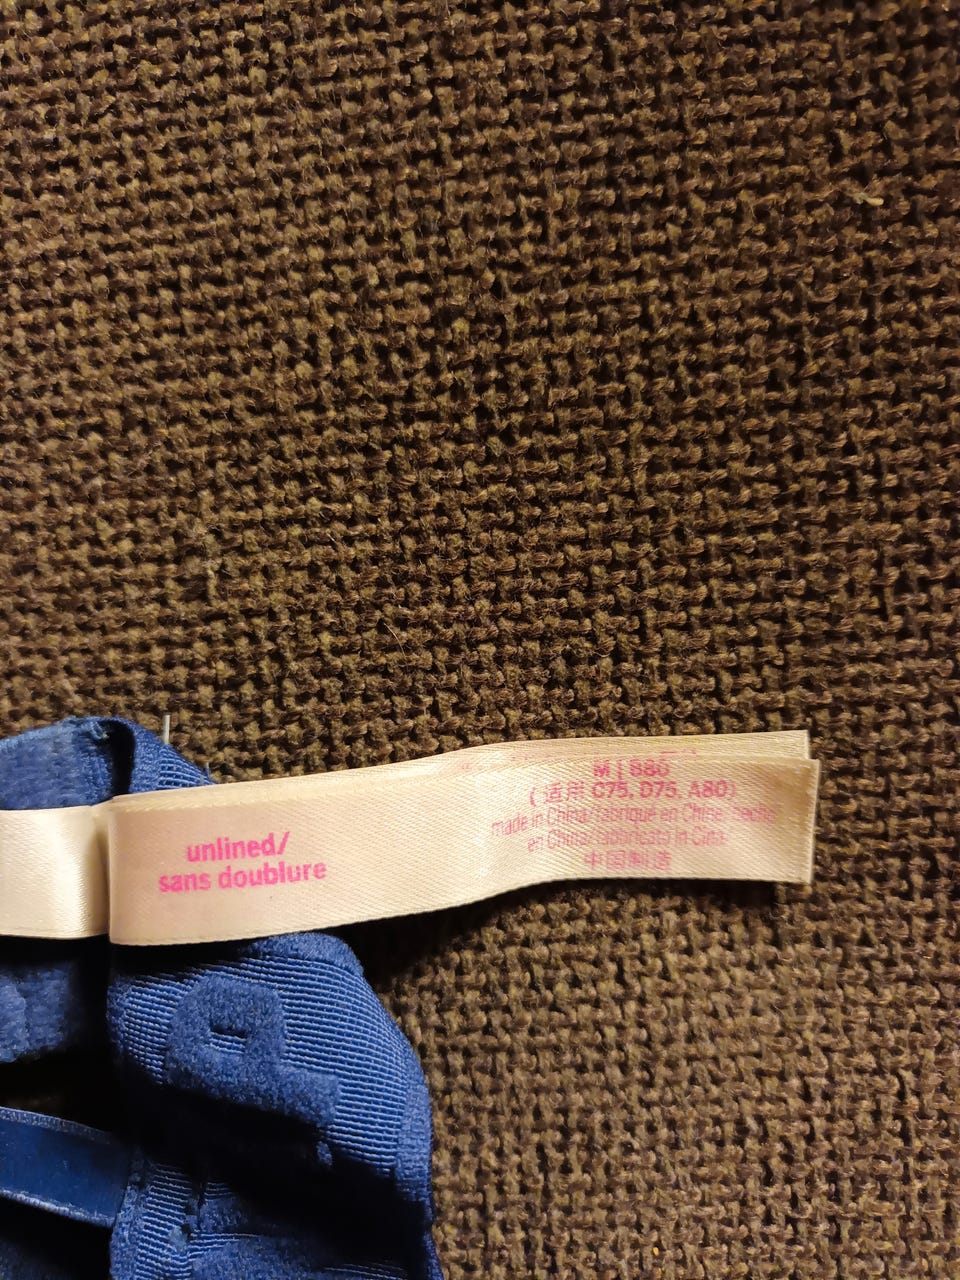 unlined/
sans doublure
M | B80
( 适用 C75, D75, A80)
made in China/fabriqué en Chine/hecho
en China/fabbricato in Cina
中国制造